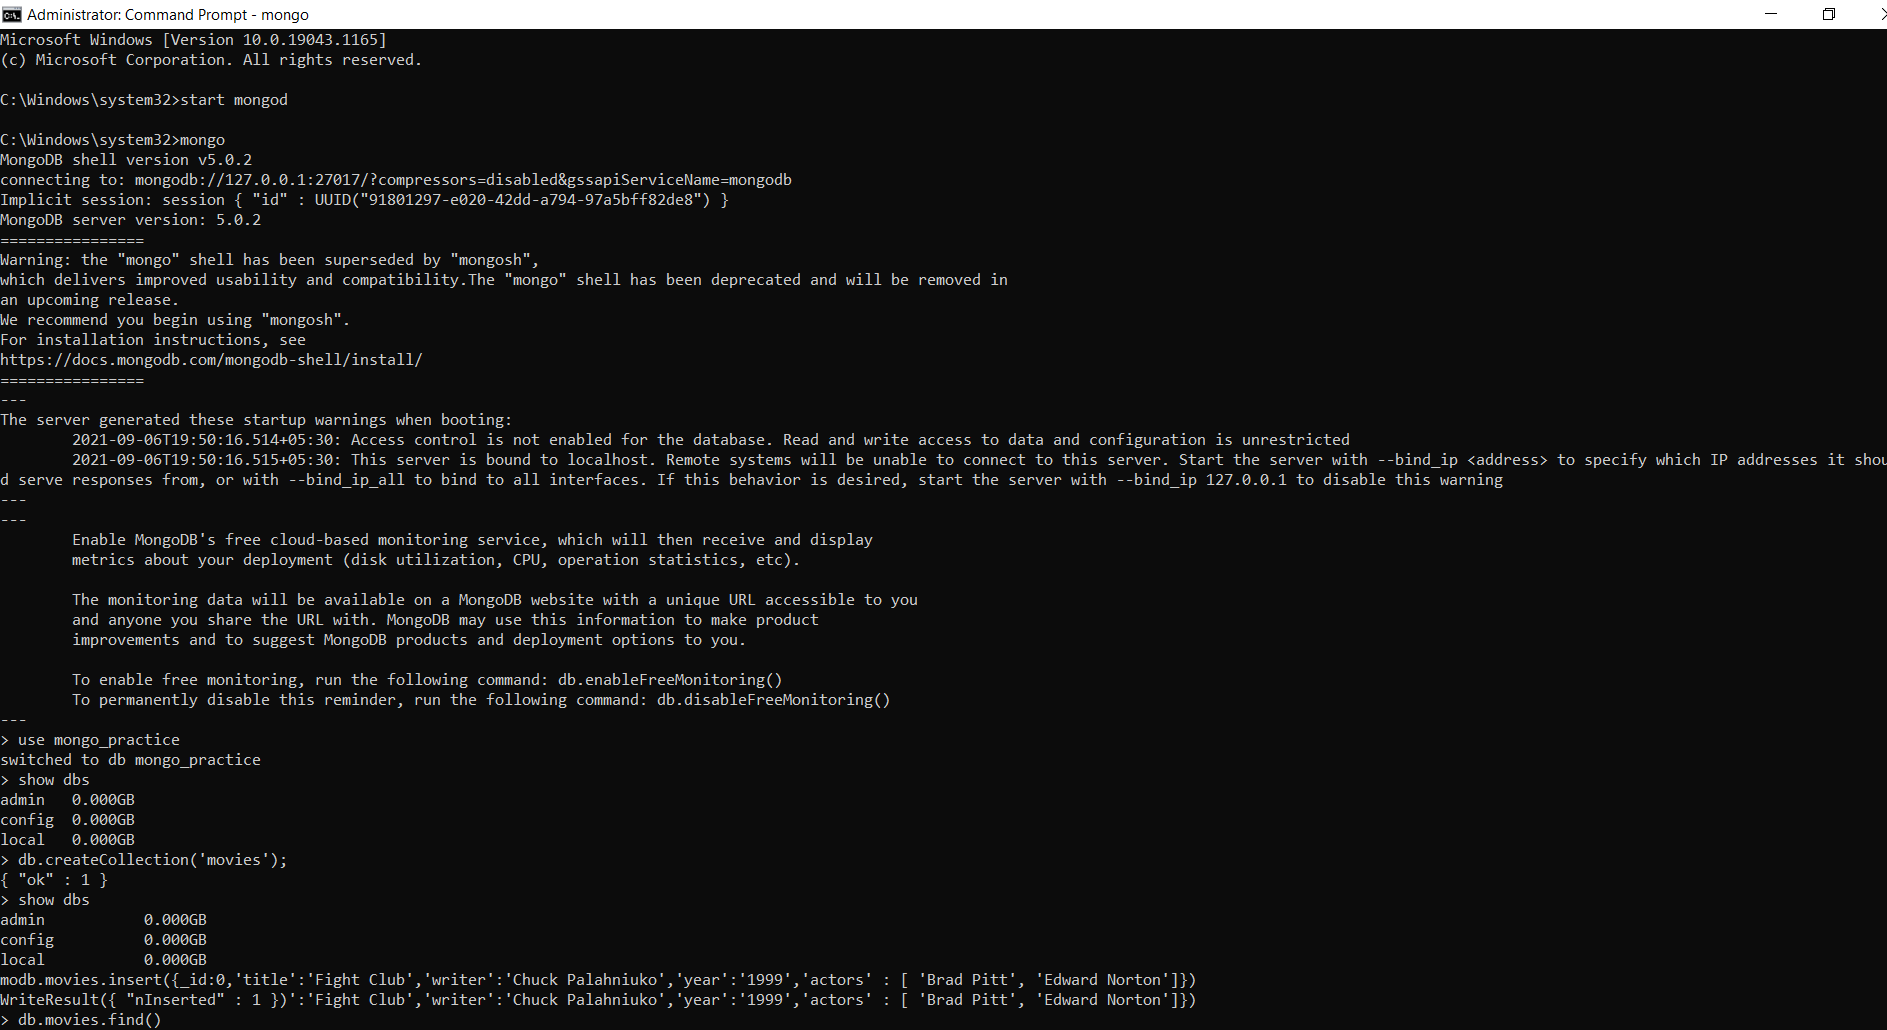 Administrator: Command Prompt - mongo
Microsoft Windows [Version 10.0.19043.1165]
(c) Microsoft Corporation. All rights reserved.
C:\Windows\system32>start mongod
C:\Windows\system32>mongo
MongoDB shell version v5.0.2
connecting to: mongodb://127.0.0.1:27017/?compressors=disabled&gssapiServiceName=mongodb
Implicit session: session { "id" : UUID("91801297-e020-42dd-a794-97a5bff82de8") }
MongoDB server version: 5.0.2
================
Warning: the "mongo" shell has been superseded by "mongosh",
which delivers improved usability and compatibility.The "mongo" shell has been deprecated and will be removed in
an upcoming release.
We recommend you begin using "mongosh".
For installation instructions, see
https://docs.mongodb.com/mongodb-shell/install/
================
---
The server generated these startup warnings when booting:
        2021-09-06T19:50:16.514+05:30: Access control is not enabled for the database. Read and write access to data and configuration is unrestricted
        2021-09-06T19:50:16.515+05:30: This server is bound to localhost. Remote systems will be unable to connect to this server. Start the server with --bind_ip <address> to specify which IP addresses it shou
d serve responses from, or with --bind_ip_all to bind to all interfaces. If this behavior is desired, start the server with --bind_ip 127.0.0.1 to disable this warning
---
---
        Enable MongoDB's free cloud-based monitoring service, which will then receive and display
        metrics about your deployment (disk utilization, CPU, operation statistics, etc).
        The monitoring data will be available on a MongoDB website with a unique URL accessible to you
        and anyone you share the URL with. MongoDB may use this information to make product
        improvements and to suggest MongoDB products and deployment options to you.
        To enable free monitoring, run the following command: db.enableFreeMonitoring()
        To permanently disable this reminder, run the following command: db.disableFreeMonitoring()
---
> use mongo_practice
switched to db mongo_practice
> show dbs
admin   0.000GB
config  0.000GB
local   0.000GB
> db.createCollection('movies');
{ "ok" : 1 }
> show dbs
admin           0.000GB
config          0.000GB
local           0.000GB
modb.movies.insert({_id:0,'title':'Fight Club','writer':'Chuck Palahniuko','year':'1999','actors' : [ 'Brad Pitt', 'Edward Norton']})
WriteResult({ "nInserted" : 1 })':'Fight Club','writer':'Chuck Palahniuko','year':'1999','actors' : [ 'Brad Pitt', 'Edward Norton']})
> db.movies.find()